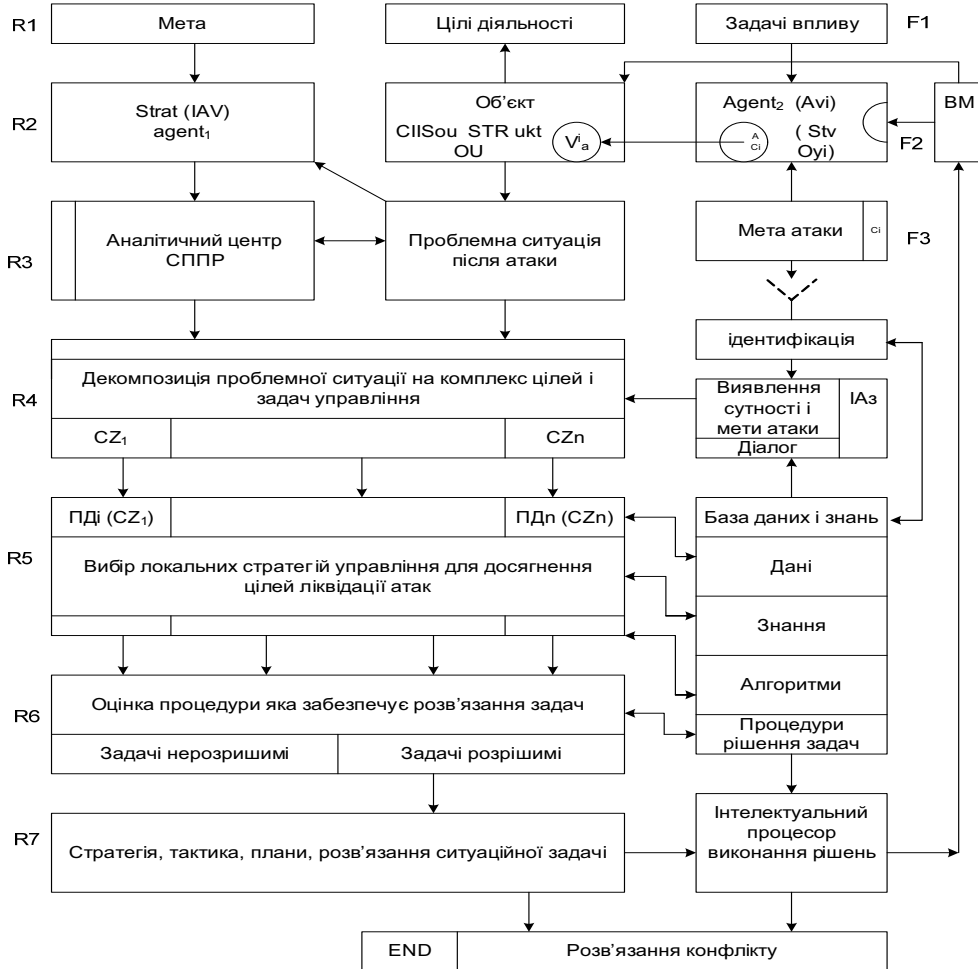 R1
Мета
Цілі діяльності
Задачі впливу
F1
R2
Strat (IAV)
agent₁
Об'єкт
CIISou STR ukt
OU
Vⁱₐ
Agent₂ (Avi)
( Stv
Oyi)
A
Ci
F2
ВМ
R3
Аналітичний центр
СППР
Проблемна ситуація
після атаки
Мета атаки
Ci
F3
ідентифікація
R4
Декомпозиція проблемної ситуації на комплекс цілей і
задач управління
CZ₁
CZn
Виявлення
сутності і
мети атаки
Діалог
ІАз
R5
ПДі (CZ₁)
ПДn (CZn)
Вибір локальних стратегій управління для досягнення
цілей ліквідації атак
База даних і знань
Дані
Знання
Алгоритми
Процедури
рішення задач
R6
Оцінка процедури яка забезпечує розв'язання задач
Задачі нерозришимі
Задачі розрішимі
R7
Стратегія, тактика, плани, розв'язання ситуаційної задачі
Інтелектуальний
процесор
виконання рішень
END
Розв'язання конфлікту